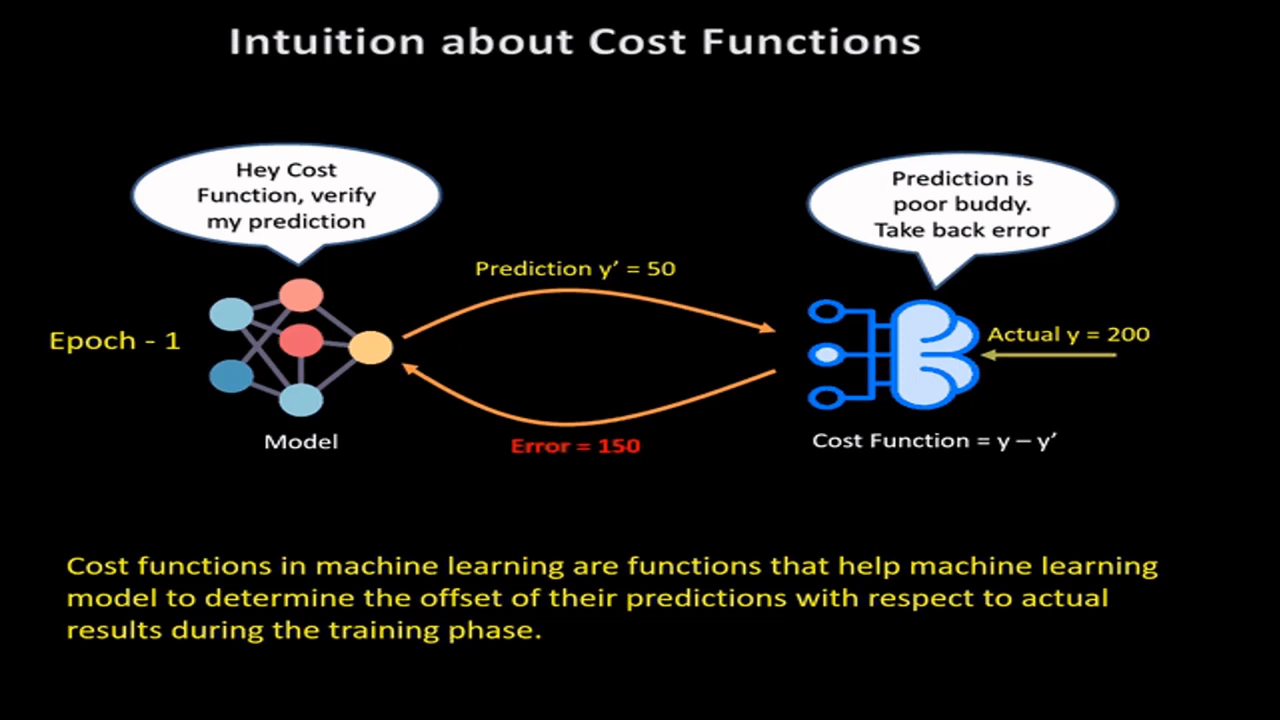 Intuition about Cost Functions
Hey Cost
Function, verify
my prediction
Prediction is
poor buddy.
Take back error
Prediction y’ = 50
Epoch - 1
Actual y = 200
Model
Error = 150
Cost Function = y – y’
Cost functions in machine learning are functions that help machine learning
model to determine the offset of their predictions with respect to actual
results during the training phase.